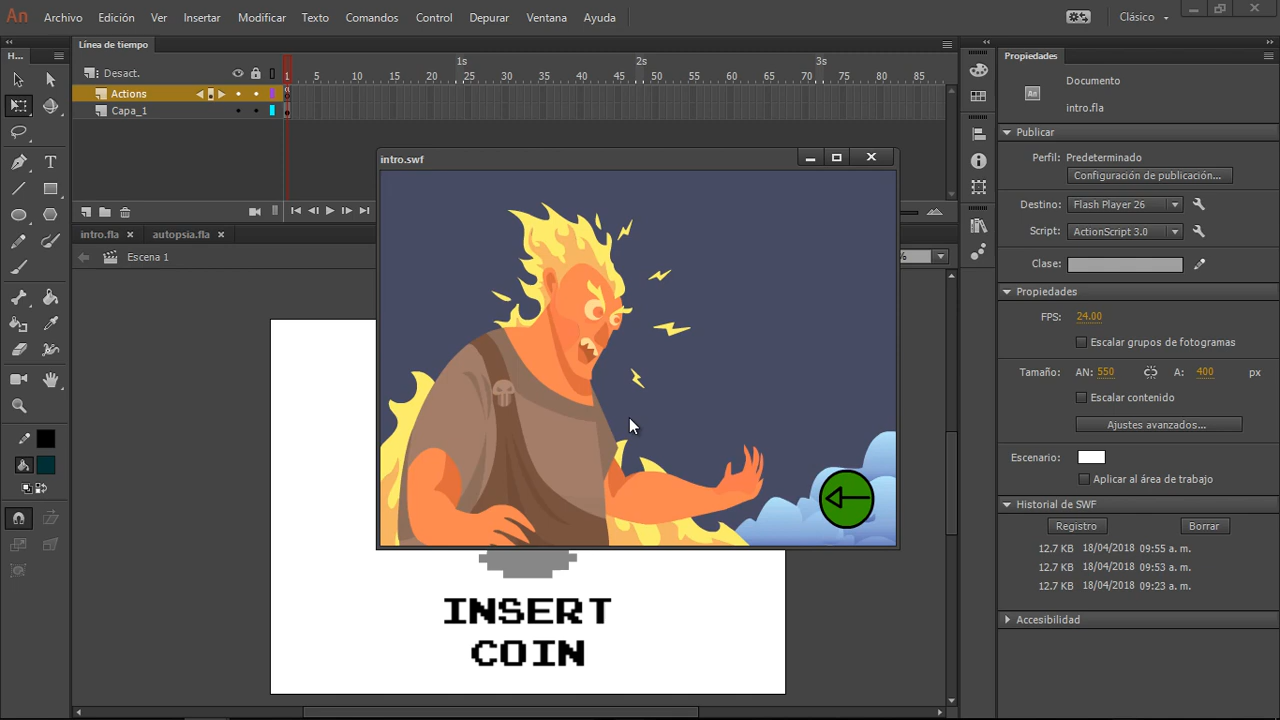 An Archivo Edición Ver Insertar Modificar Texto Comandos Control Depurar Ventana Ayuda Clásico
H...
Línea de tiempo
Desact.
1s 2s 3s
1 5 10 15 20 25 30 35 40 45 50 55 60 65 70 75 80 85
Actions
Capa_1
intro.fla autopsia.fla
Escena 1
%
intro.swf
INSERT
COIN
Propiedades
Documento
An
intro.fla
Publicar
Perfil: Predeterminado
Configuración de publicación...
Destino: Flash Player 26
Script: ActionScript 3.0
Clase:
Propiedades
FPS: 24.00
Escalar grupos de fotogramas
Tamaño: AN: 550 A: 400 px
Escalar contenido
Ajustes avanzados...
Escenario:
Aplicar al área de trabajo
Historial de SWF
Registro Borrar
12.7 KB 18/04/2018 09:55 a. m.
12.7 KB 18/04/2018 09:53 a. m.
12.7 KB 18/04/2018 09:23 a. m.
Accesibilidad